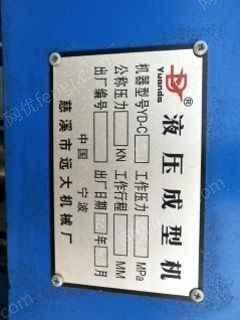 Yuanda ®
液压成型机
机器型号YD-C 工作压力 MPa
公称压力 KN 工作行程 MM
出厂编号 出厂日期 年 月
中国 宁波
慈溪市远大机械厂